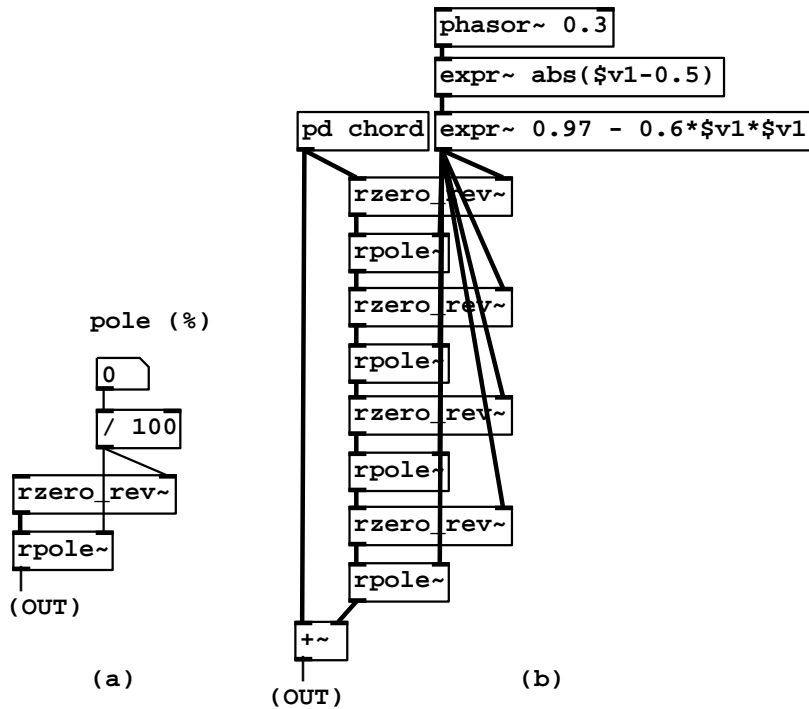 phasor~ 0.3
expr~ abs($v1-0.5)
pd chord
expr~ 0.97 - 0.6*$v1*$v1
rzero_rev~
rpole~
rzero_rev~
rpole~
rzero_rev~
rpole~
rzero_rev~
rpole~
+~
(OUT)
(b)
pole (%)
0
/ 100
rzero_rev~
rpole~
(OUT)
(a)